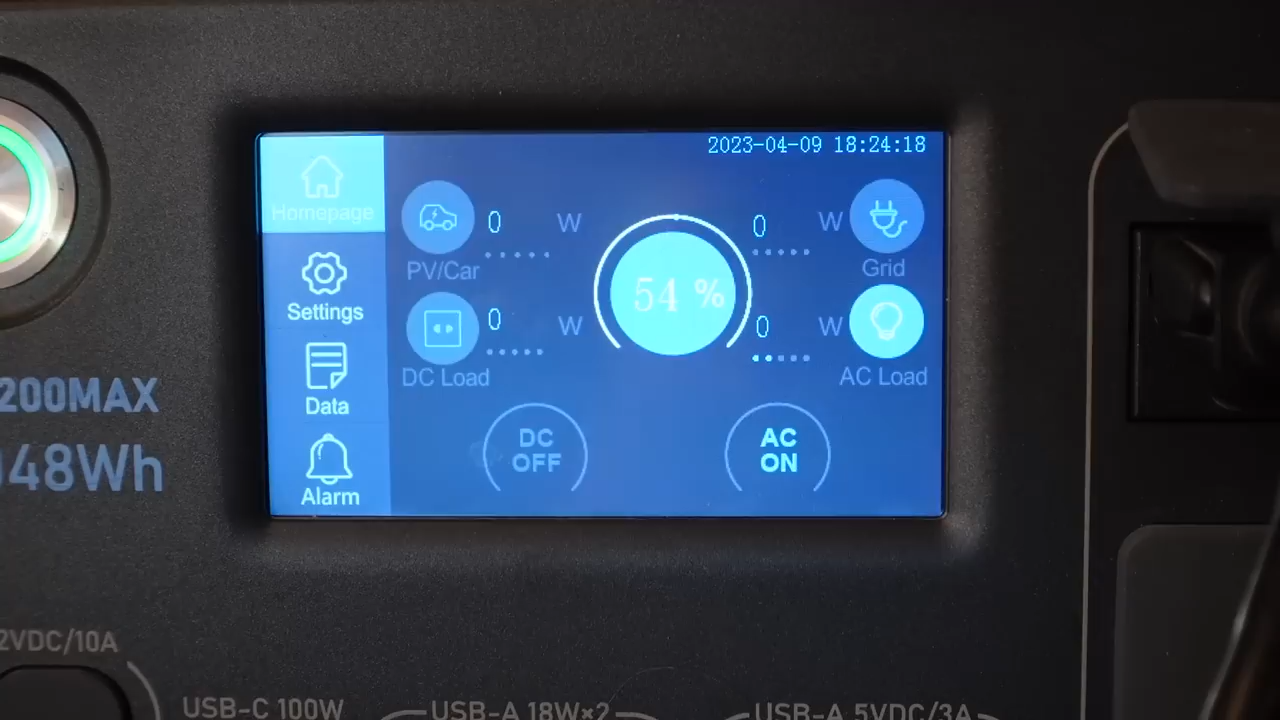 2023-04-09 18:24:18
Homepage
Settings
Data
Alarm
0 W
PV/Car
0 W
DC Load
54 %
0 W
Grid
0 W
AC Load
DC
OFF
AC
ON
200MAX
48Wh
2VDC/10A
USB-C 100W
USB-A 18W×2
USB-A 5VDC/3A